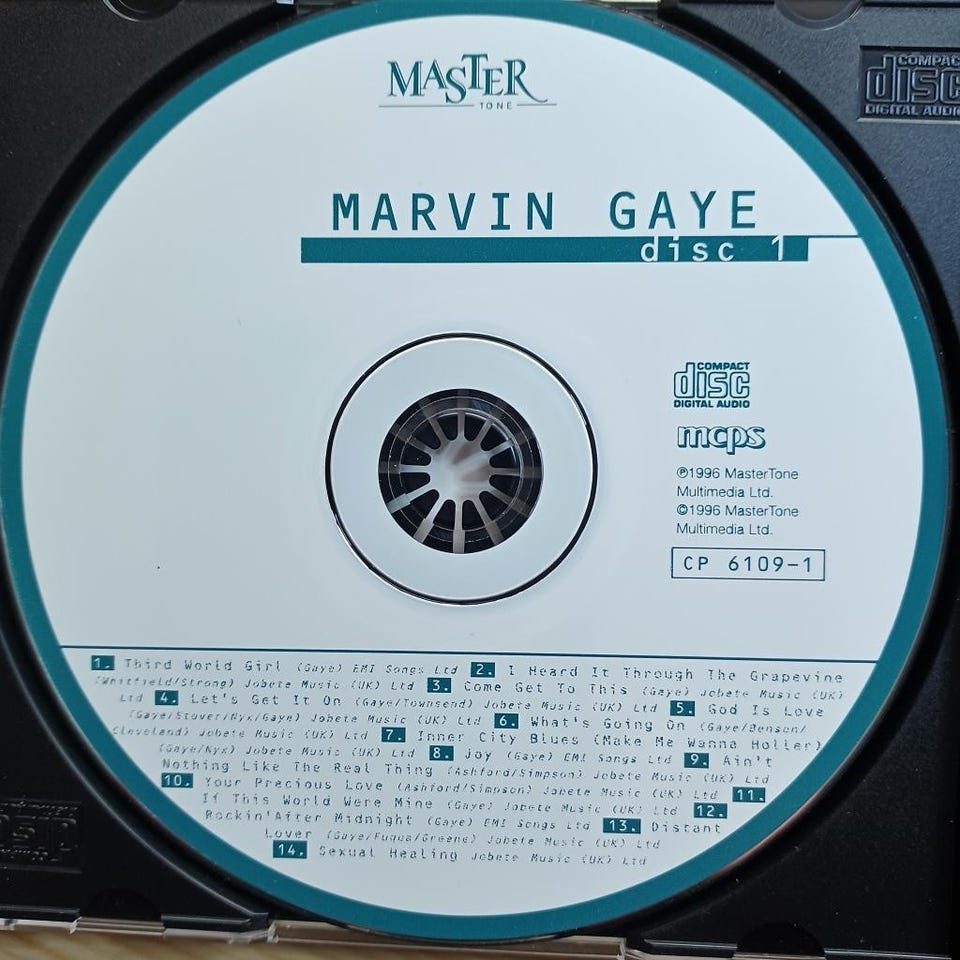 MASTER
TONE
COMPAC
disc
DIGITAL AUDIO
MARVIN GAYE
disc 1
COMPACT
disc
DIGITAL AUDIO
mcps
℗1996 MasterTone
Multimedia Ltd.
©1996 MasterTone
Multimedia Ltd.
CP 6109-1
1. Third World Girl (Gaye) EMI Songs Ltd 2. I Heard It Through The Grapevine
(Whitfield/Strong) Jobete Music (UK) Ltd 3. Come Get To This (Gaye) Jobete Music (UK)
Ltd 4. Let's Get It On (Gaye/Townsend) Jobete Music (UK) Ltd 5. God Is Love
(Gaye/Stover/Nyx/Gaye) Jobete Music (UK) Ltd 6. What's Going On (Gaye/Benson/
Cleveland) Jobete Music (UK) Ltd 7. Inner City Blues (Make Me Wanna Holler)
(Gaye/Nyx) Jobete Music (UK) Ltd 8. Joy (Gaye) EMI Songs Ltd 9. Ain't
Nothing Like The Real Thing (Ashford/Simpson) Jobete Music (UK) Ltd
10. Your Precious Love (Ashford/Simpson) Jobete Music (UK) Ltd 11.
If This World Were Mine (Gaye) Jobete Music (UK) Ltd 12.
Rockin'After Midnight (Gaye) EMI Songs Ltd 13. Distant
Lover (Gaye/Fuqua/Greene) Jobete Music (UK) Ltd
14. Sexual Healing Jobete Music (UK) Ltd